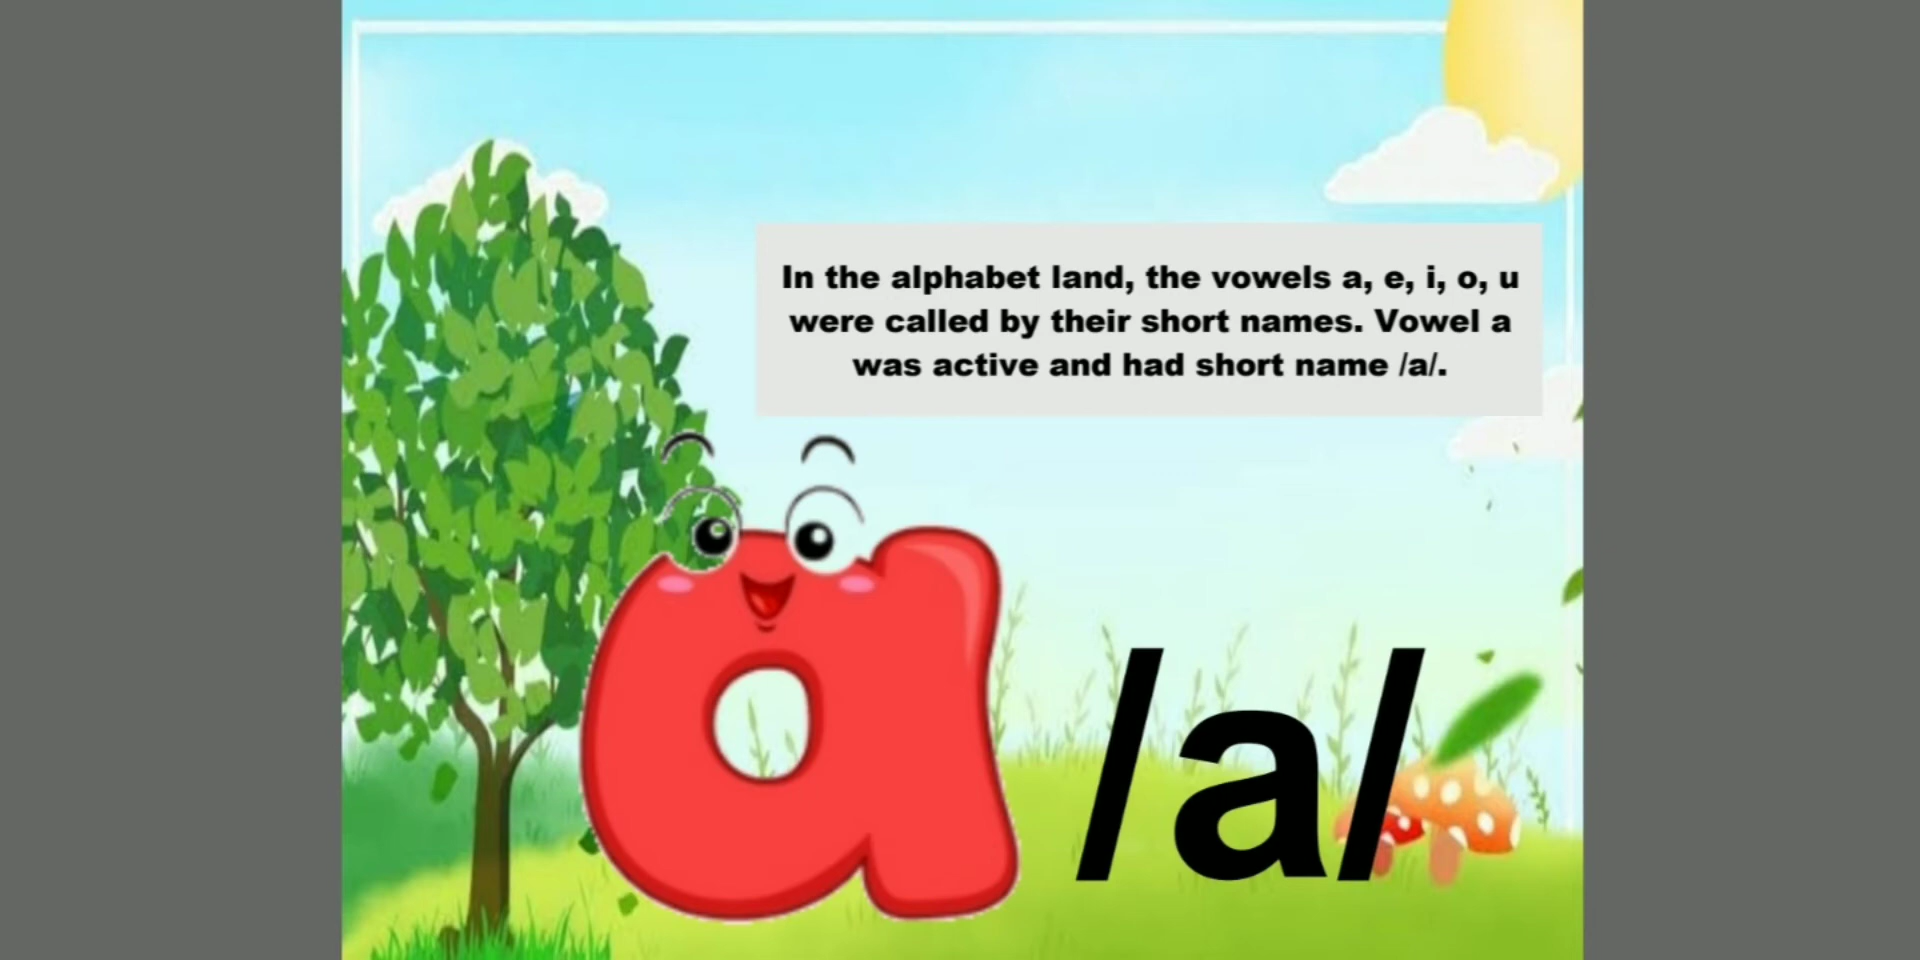 In the alphabet land, the vowels a, e, i, o, u
were called by their short names. Vowel a
was active and had short name /a/.
a
/a/